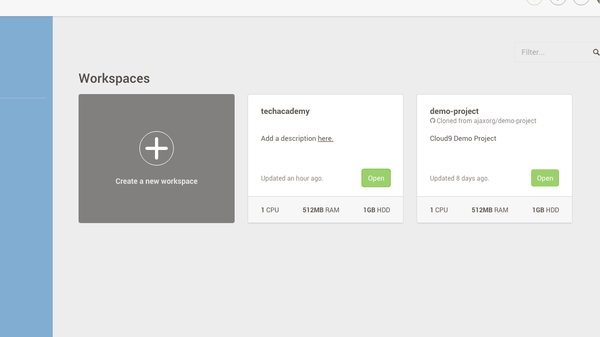 Filter...
Workspaces
Create a new workspace
techacademy
Add a description here.
Updated an hour ago.
Open
1 CPU
512MB RAM
1GB HDD
demo-project
Cloned from ajaxorg/demo-project
Cloud9 Demo Project
Updated 8 days ago.
Open
1 CPU
512MB RAM
1GB HDD